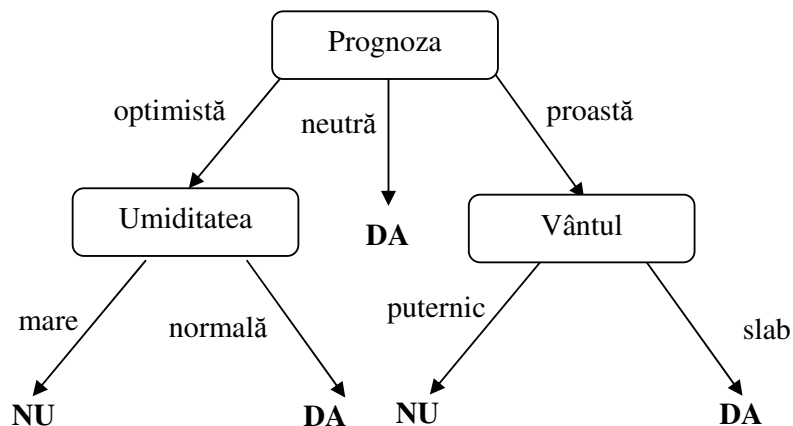 Prognoza
optimistă
neutră
proastă
Umiditatea
DA
Vântul
mare
normală
puternic
slab
NU
DA
NU
DA